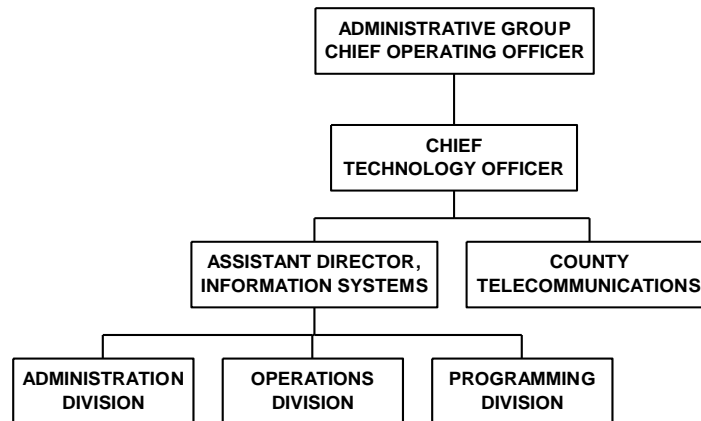 ADMINISTRATIVE GROUP
CHIEF OPERATING OFFICER
CHIEF
TECHNOLOGY OFFICER
ASSISTANT DIRECTOR,
INFORMATION SYSTEMS
COUNTY
TELECOMMUNICATIONS
ADMINISTRATION
DIVISION
OPERATIONS
DIVISION
PROGRAMMING
DIVISION